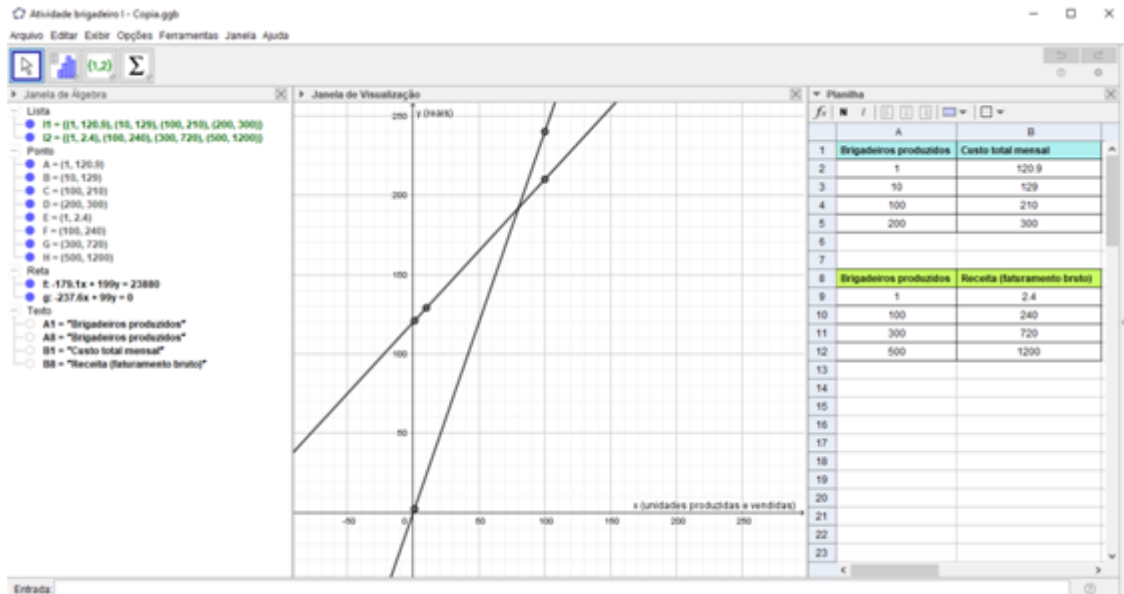 Atividade brigadeiro I - Copia.ggb
Arquivo Editar Exibir Opções Ferramentas Janela Ajuda
{1,2} Σ
Janela de Álgebra
Lista
l1 = {(1, 120.9), (10, 129), (100, 210), (200, 300)}
l2 = {(1, 2.4), (100, 240), (300, 720), (500, 1200)}
Ponto
A = (1, 120.9)
B = (10, 129)
C = (100, 210)
D = (200, 300)
E = (1, 2.4)
F = (100, 240)
G = (300, 720)
H = (500, 1200)
Reta
f: -179.1x + 199y = 23880
g: -237.6x + 99y = 0
Texto
A1 = "Brigadeiros produzidos"
A8 = "Brigadeiros produzidos"
B1 = "Custo total mensal"
B8 = "Receita (faturamento bruto)"
Janela de Visualização
y (reais)
250
200
150
100
50
x (unidades produzidas e vendidas)
-50 0 50 100 150 200 250
Planilha
fx N I
A B
1 Brigadeiros produzidos Custo total mensal
2 1 120.9
3 10 129
4 100 210
5 200 300
6
7
8 Brigadeiros produzidos Receita (faturamento bruto)
9 1 2.4
10 100 240
11 300 720
12 500 1200
13
14
15
16
17
18
19
20
21
22
23
Entrada: